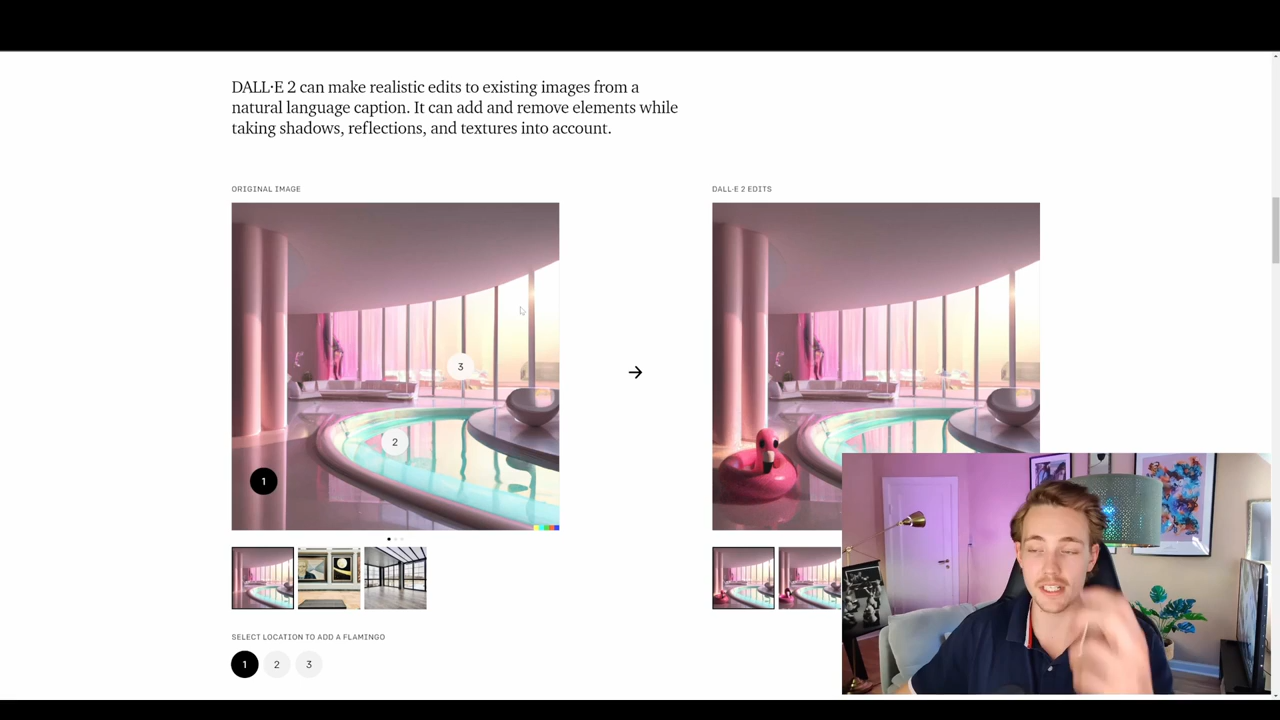 DALL·E 2 can make realistic edits to existing images from a
natural language caption. It can add and remove elements while
taking shadows, reflections, and textures into account.
ORIGINAL IMAGE
DALL·E 2 EDITS
3
2
1
SELECT LOCATION TO ADD A FLAMINGO
1 2 3